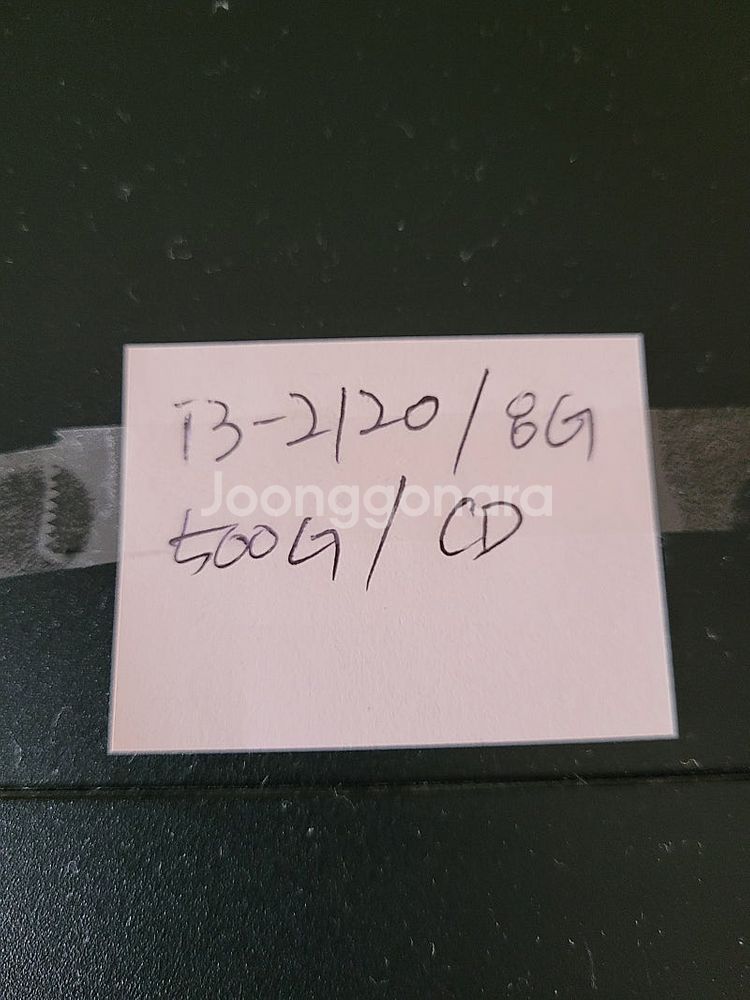 i3-2120 / 8G
Joonggonara
500G / CD